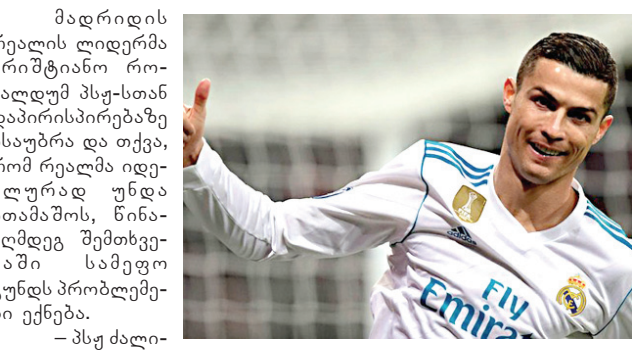 მადრიდის
რეალის ლიდერმა
რიშტიანო რო-
ალდუმ პსჟ-სთან
დაპირისპირებაზე
საუბრა და თქვა,
რომ რეალმა იდე-
ლურად უნდა
თამაშოს, წინა-
ღმდეგ შემთხვე-
აში სამეფო
უნდს პრობლემე-
ი ექნება.
– პსჟ ძალი-
Fly
Emira